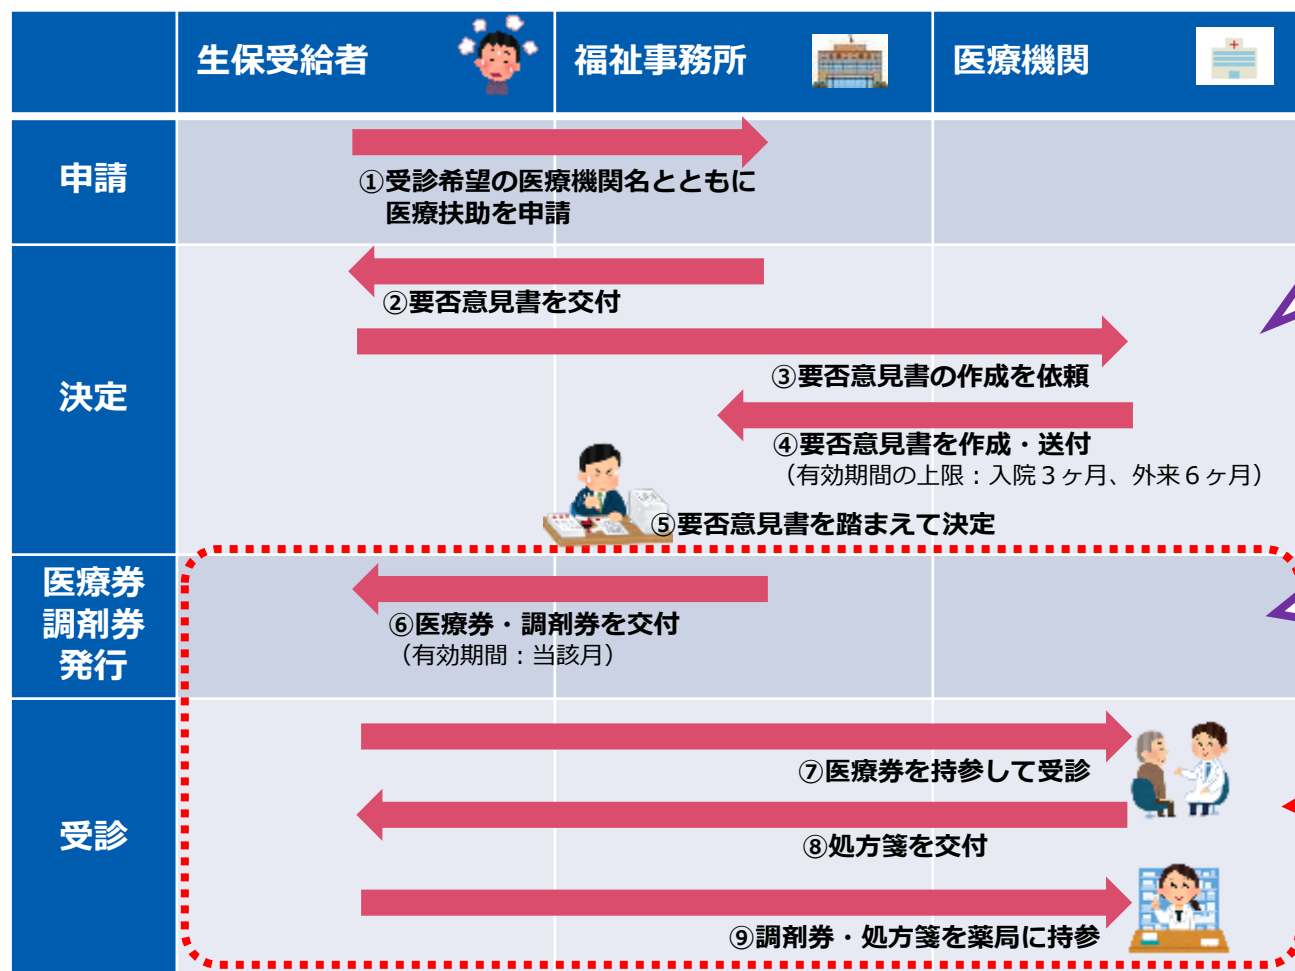 生保受給者
福祉事務所
医療機関
申請
①受診希望の医療機関名とともに
医療扶助を申請
決定
②要否意見書を交付
③要否意見書の作成を依頼
④要否意見書を作成・送付
（有効期間の上限：入院３ヶ月、外来６ヶ月）
⑤要否意見書を踏まえて決定
医療券
調剤券
発行
⑥医療券・調剤券を交付
（有効期間：当該月）
受診
⑦医療券を持参して受診
⑧処方箋を交付
⑨調剤券・処方箋を薬局に持参